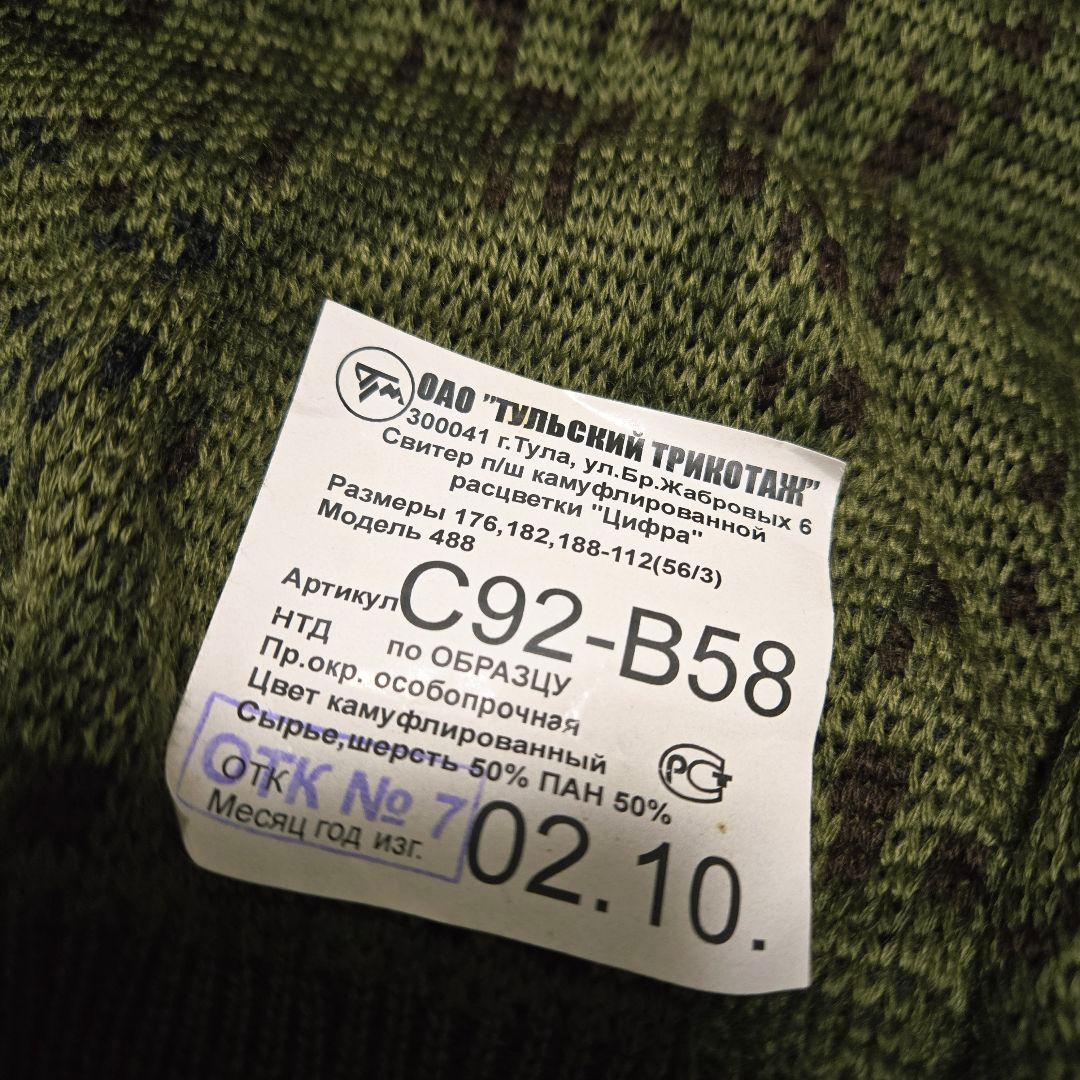 Тм ОАО "ТУЛЬСКИЙ ТРИКОТАЖ"
300041 г.Тула, ул.Бр.Жабровых 6
Свитер п/ш камуфлированной
расцветки "Цифра"
Размеры 176,182,188-112(56/3)
Модель 488
Артикул С92-В58
НТД по ОБРАЗЦУ
Пр.окр. особопрочная
Цвет камуфлированный
Сырье,шерсть 50% ПАН 50%
РСТ
ОТК
ОТК № 7
Месяц год изг. 02.10.